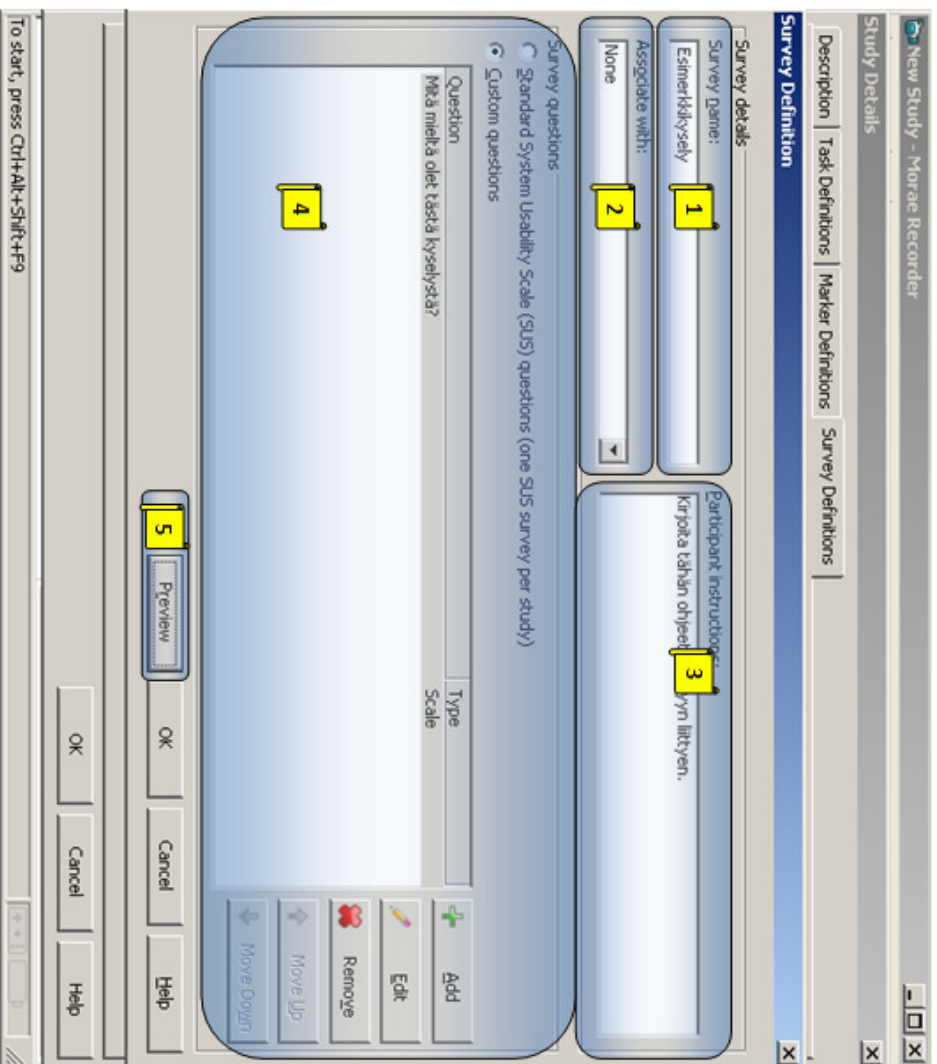 New Study - Morae Recorder
Study Details
Description Task Definitions Marker Definitions Survey Definitions
Survey Definition
Survey details
Survey name:
Esimerkkikysely
1
Associate with:
None
2
Participant instructions:
Kirjoita tähän ohjeet yyn liittyen.
3
Survey questions
Standard System Usability Scale (SUS) questions (one SUS survey per study)
Custom questions
Question Type
Mitä mieltä olet tästä kyselystä? Scale
4
Add
Edit
Remove
Move Up
Move Down
5
Preview OK Cancel Help
OK Cancel Help
To start, press Ctrl+Alt+Shift+F9